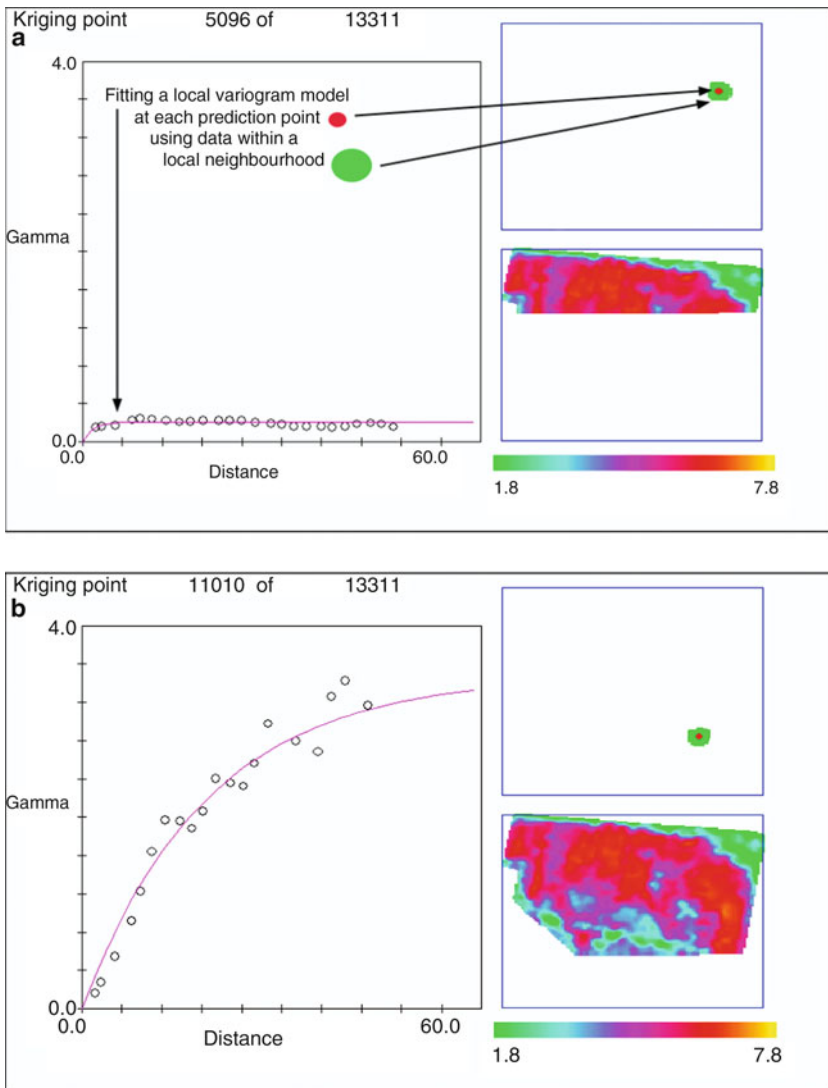 Kriging point 5096 of 13311
a
4.0
Fitting a local variogram model
at each prediction point
using data within a
local neighbourhood
Gamma
0.0
0.0 60.0
Distance
1.8 7.8
Kriging point 11010 of 13311
b
4.0
Gamma
0.0
0.0 60.0
Distance
1.8 7.8